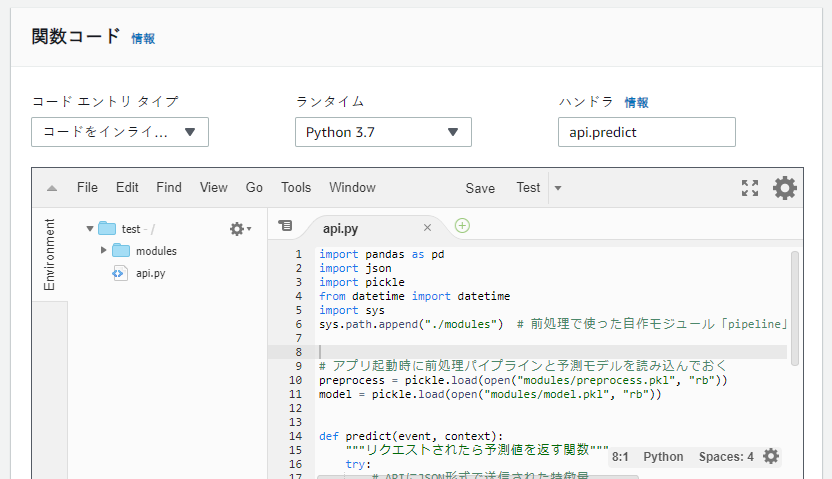 関数コード 情報
コード エントリ タイプ
ランタイム
ハンドラ 情報
コードをインライ...
Python 3.7
api.predict
File Edit Find View Go Tools Window Save Test
Environment
test - /
modules
api.py
api.py
1 import pandas as pd
2 import json
3 import pickle
4 from datetime import datetime
5 import sys
6 sys.path.append("./modules") # 前処理で使った自作モジュール「pipeline」
7
8
9 # アプリ起動時に前処理パイプラインと予測モデルを読み込んでおく
10 preprocess = pickle.load(open("modules/preprocess.pkl", "rb"))
11 model = pickle.load(open("modules/model.pkl", "rb"))
12
13
14 def predict(event, context):
15 """リクエストされたら予測値を返す関数"""
16 try:
17 # APIにJSON形式で送信された特徴量
8:1 Python Spaces: 4